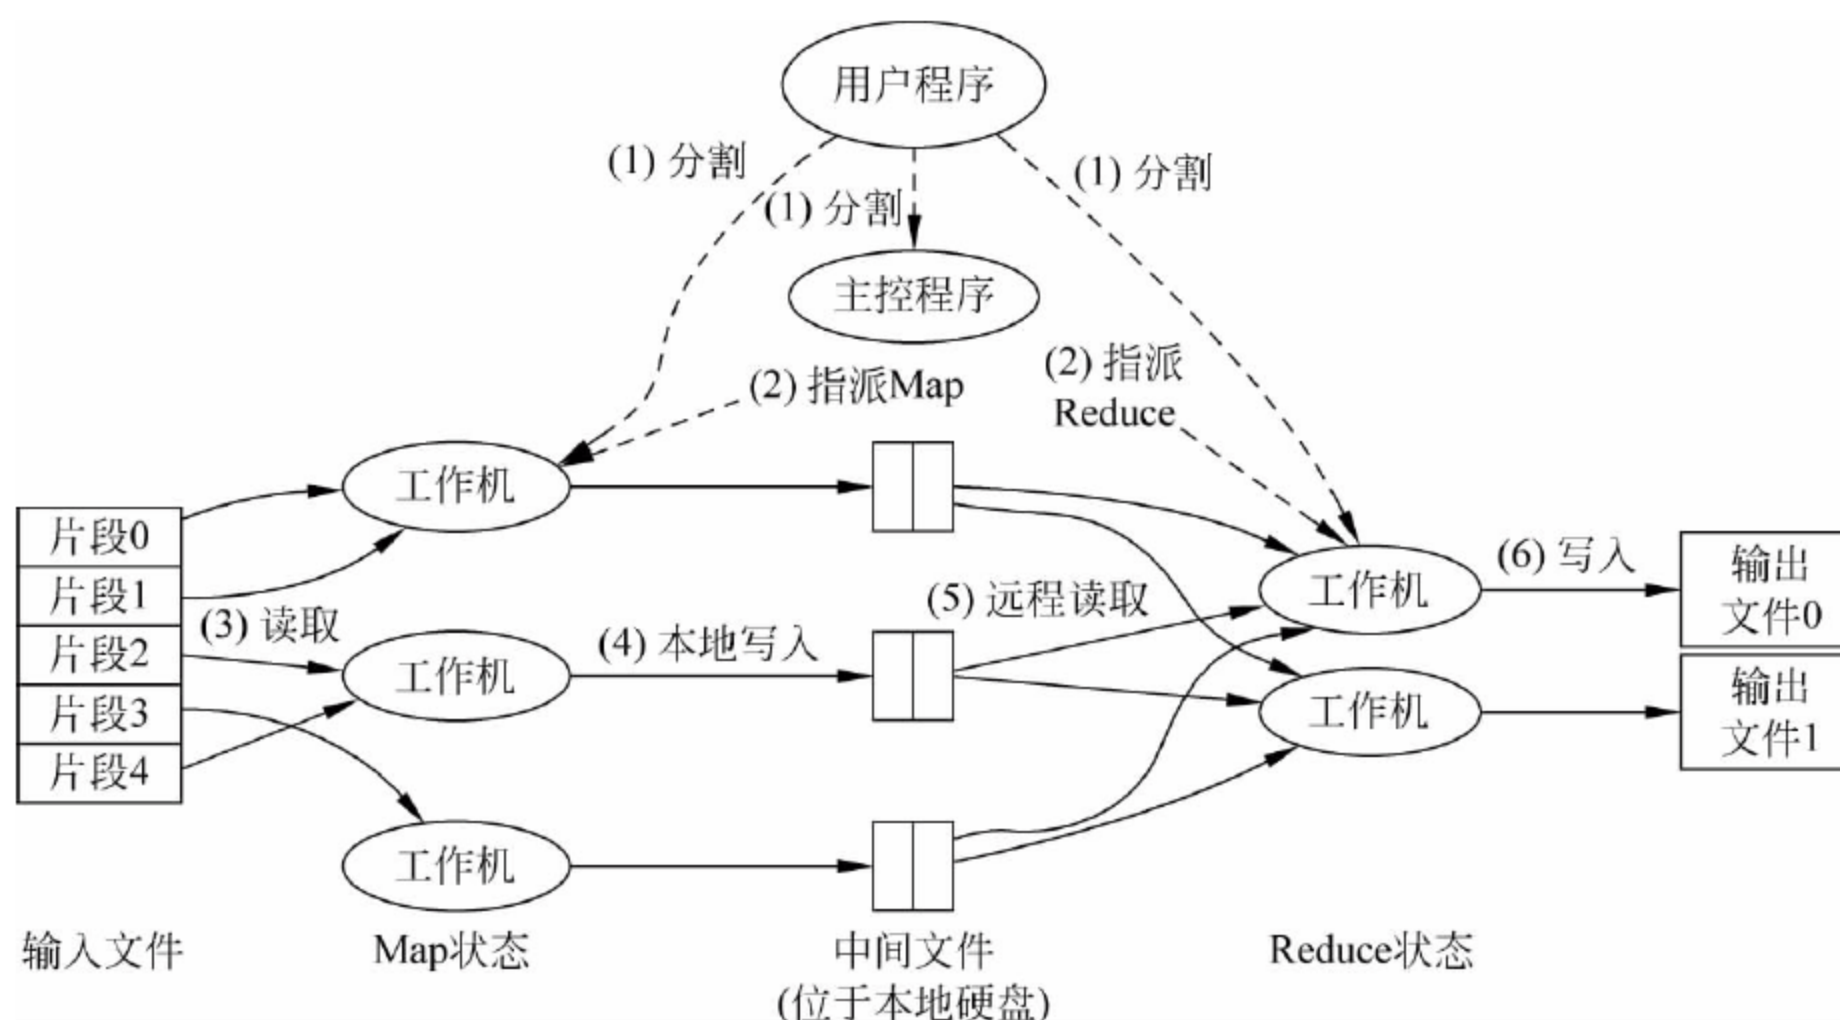 用户程序
(1) 分割
(1) 分割
(1) 分割
主控程序
(2) 指派Map
(2) 指派
Reduce
工作机
片段0
片段1
片段2
片段3
片段4
(3) 读取
工作机
(4) 本地写入
(5) 远程读取
工作机
(6) 写入
输出
文件0
工作机
输出
文件1
工作机
输入文件
Map状态
中间文件
(位于本地硬盘)
Reduce状态